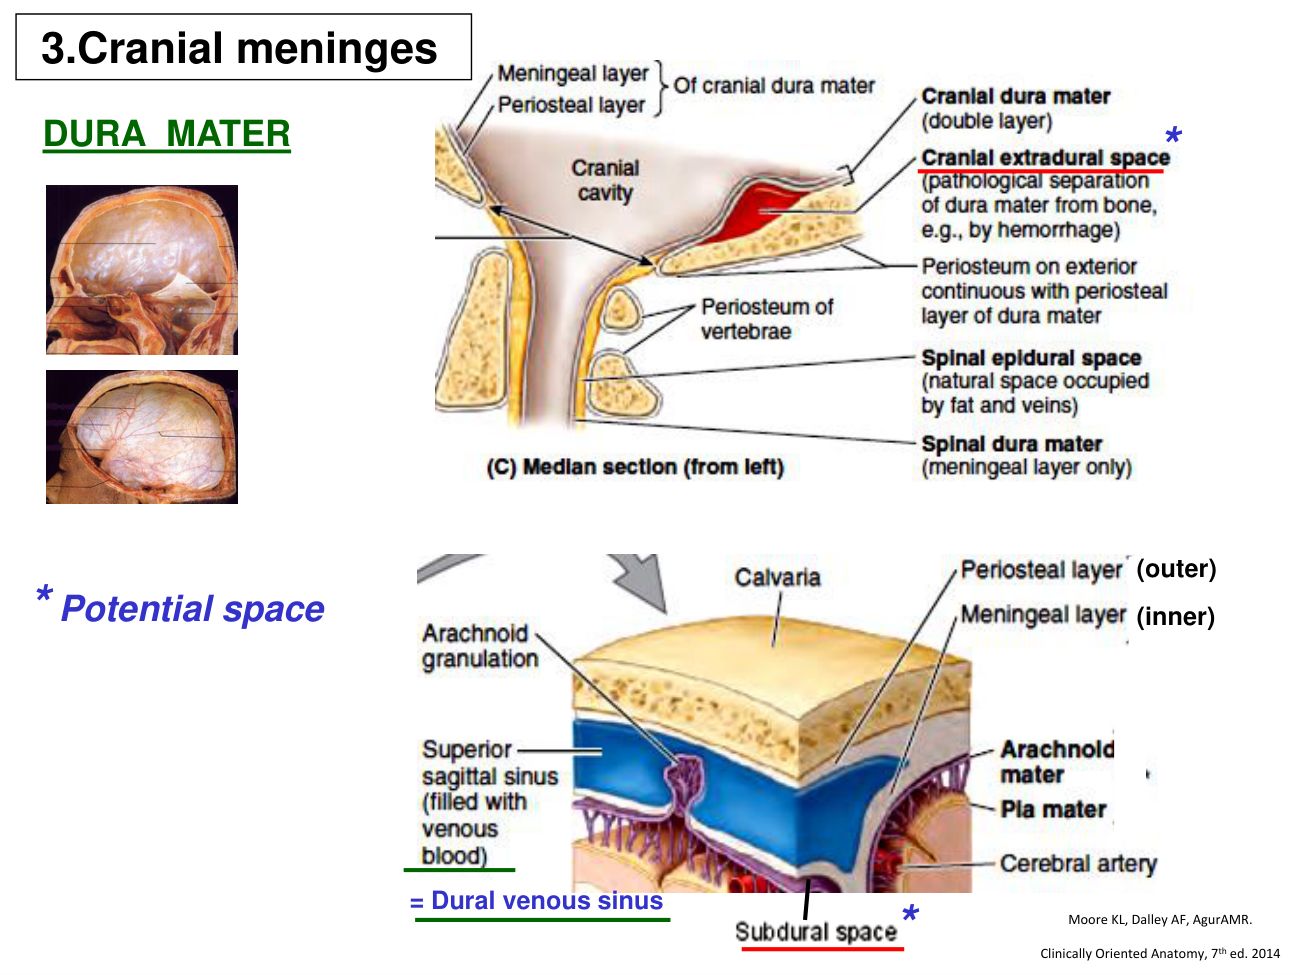 3.Cranial meninges
DURA MATER
Meningeal layer
Periosteal layer
Of cranial dura mater
Cranial
cavity
Cranial dura mater
(double layer)
*
Cranial extradural space
(pathological separation
of dura mater from bone,
e.g., by hemorrhage)
Periosteum on exterior
continuous with periosteal
layer of dura mater
Periosteum of
vertebrae
Spinal epidural space
(natural space occupied
by fat and veins)
Spinal dura mater
(meningeal layer only)
(C) Median section (from left)
* Potential space
Calvaria
Periosteal layer (outer)
Meningeal layer (inner)
Arachnoid
granulation
Superior
sagittal sinus
(filled with
venous
blood)
= Dural venous sinus
Arachnoid
mater
Pia mater
Cerebral artery
Subdural space *
Moore KL, Dalley AF, AgurAMR.
Clinically Oriented Anatomy, 7th ed. 2014